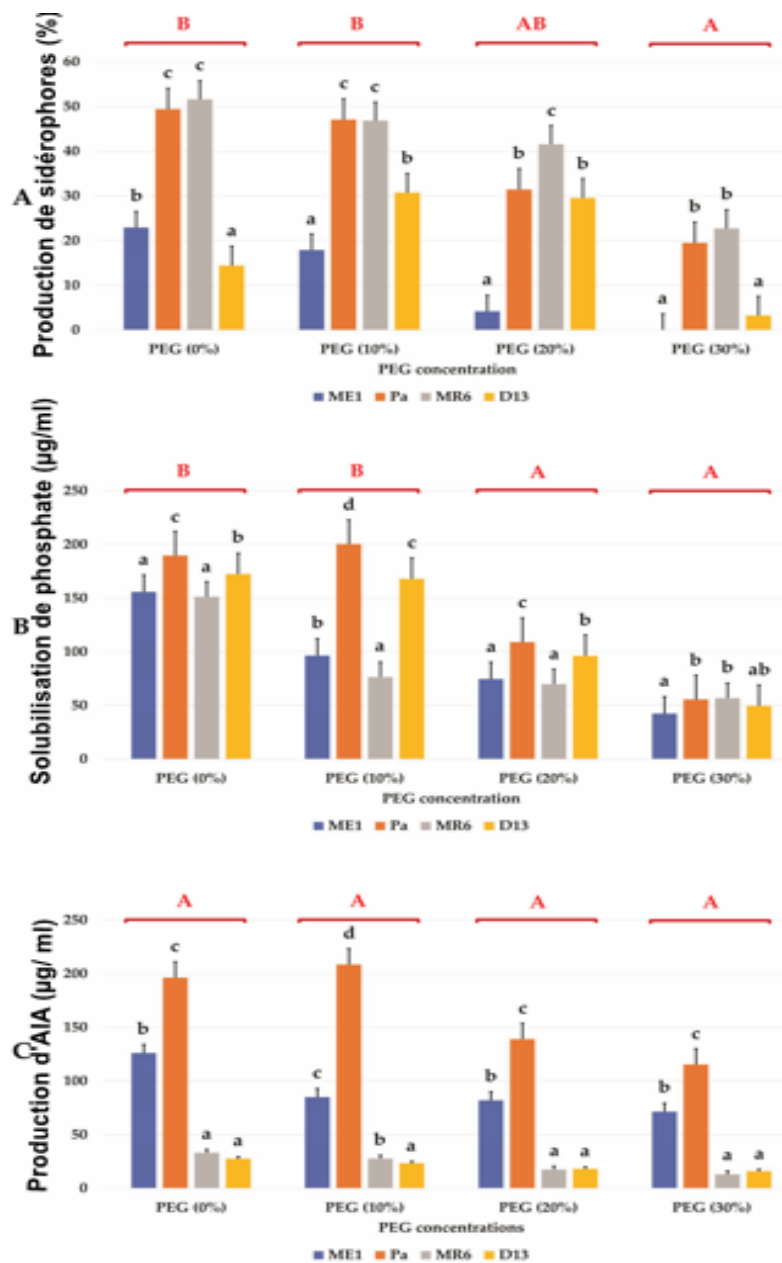 B B AB A
Production de sidérophores (%)
A
60
50
40
30
20
10
0
b c c a
a c c b
a b c b
a b b a
PEG (0%) PEG (10%) PEG (20%) PEG (30%)
PEG concentration
ME1 Pa MR6 D13
B B A A
Solubilisation de phosphate (µg/ml)
B
250
200
150
100
50
0
a c a b
b d a c
a c a b
a b b ab
PEG (0%) PEG (10%) PEG (20%) PEG (30%)
PEG concentration
ME1 Pa MR6 D13
A A A A
Production d'AIA (µg/ ml)
C
250
200
150
100
50
0
b c a a
c d b a
b c a a
b c a a
PEG (0%) PEG (10%) PEG (20%) PEG (30%)
PEG concentrations
ME1 Pa MR6 D13